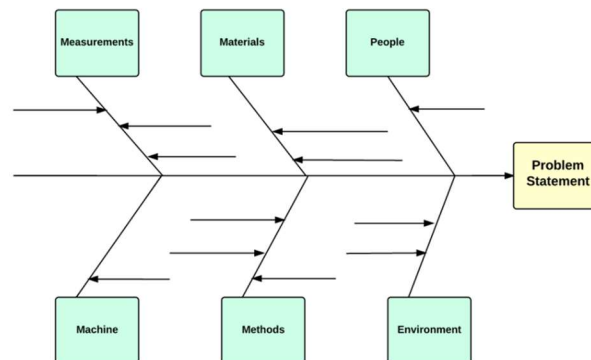 Measurements
Materials
People
Problem
Statement
Machine
Methods
Environment